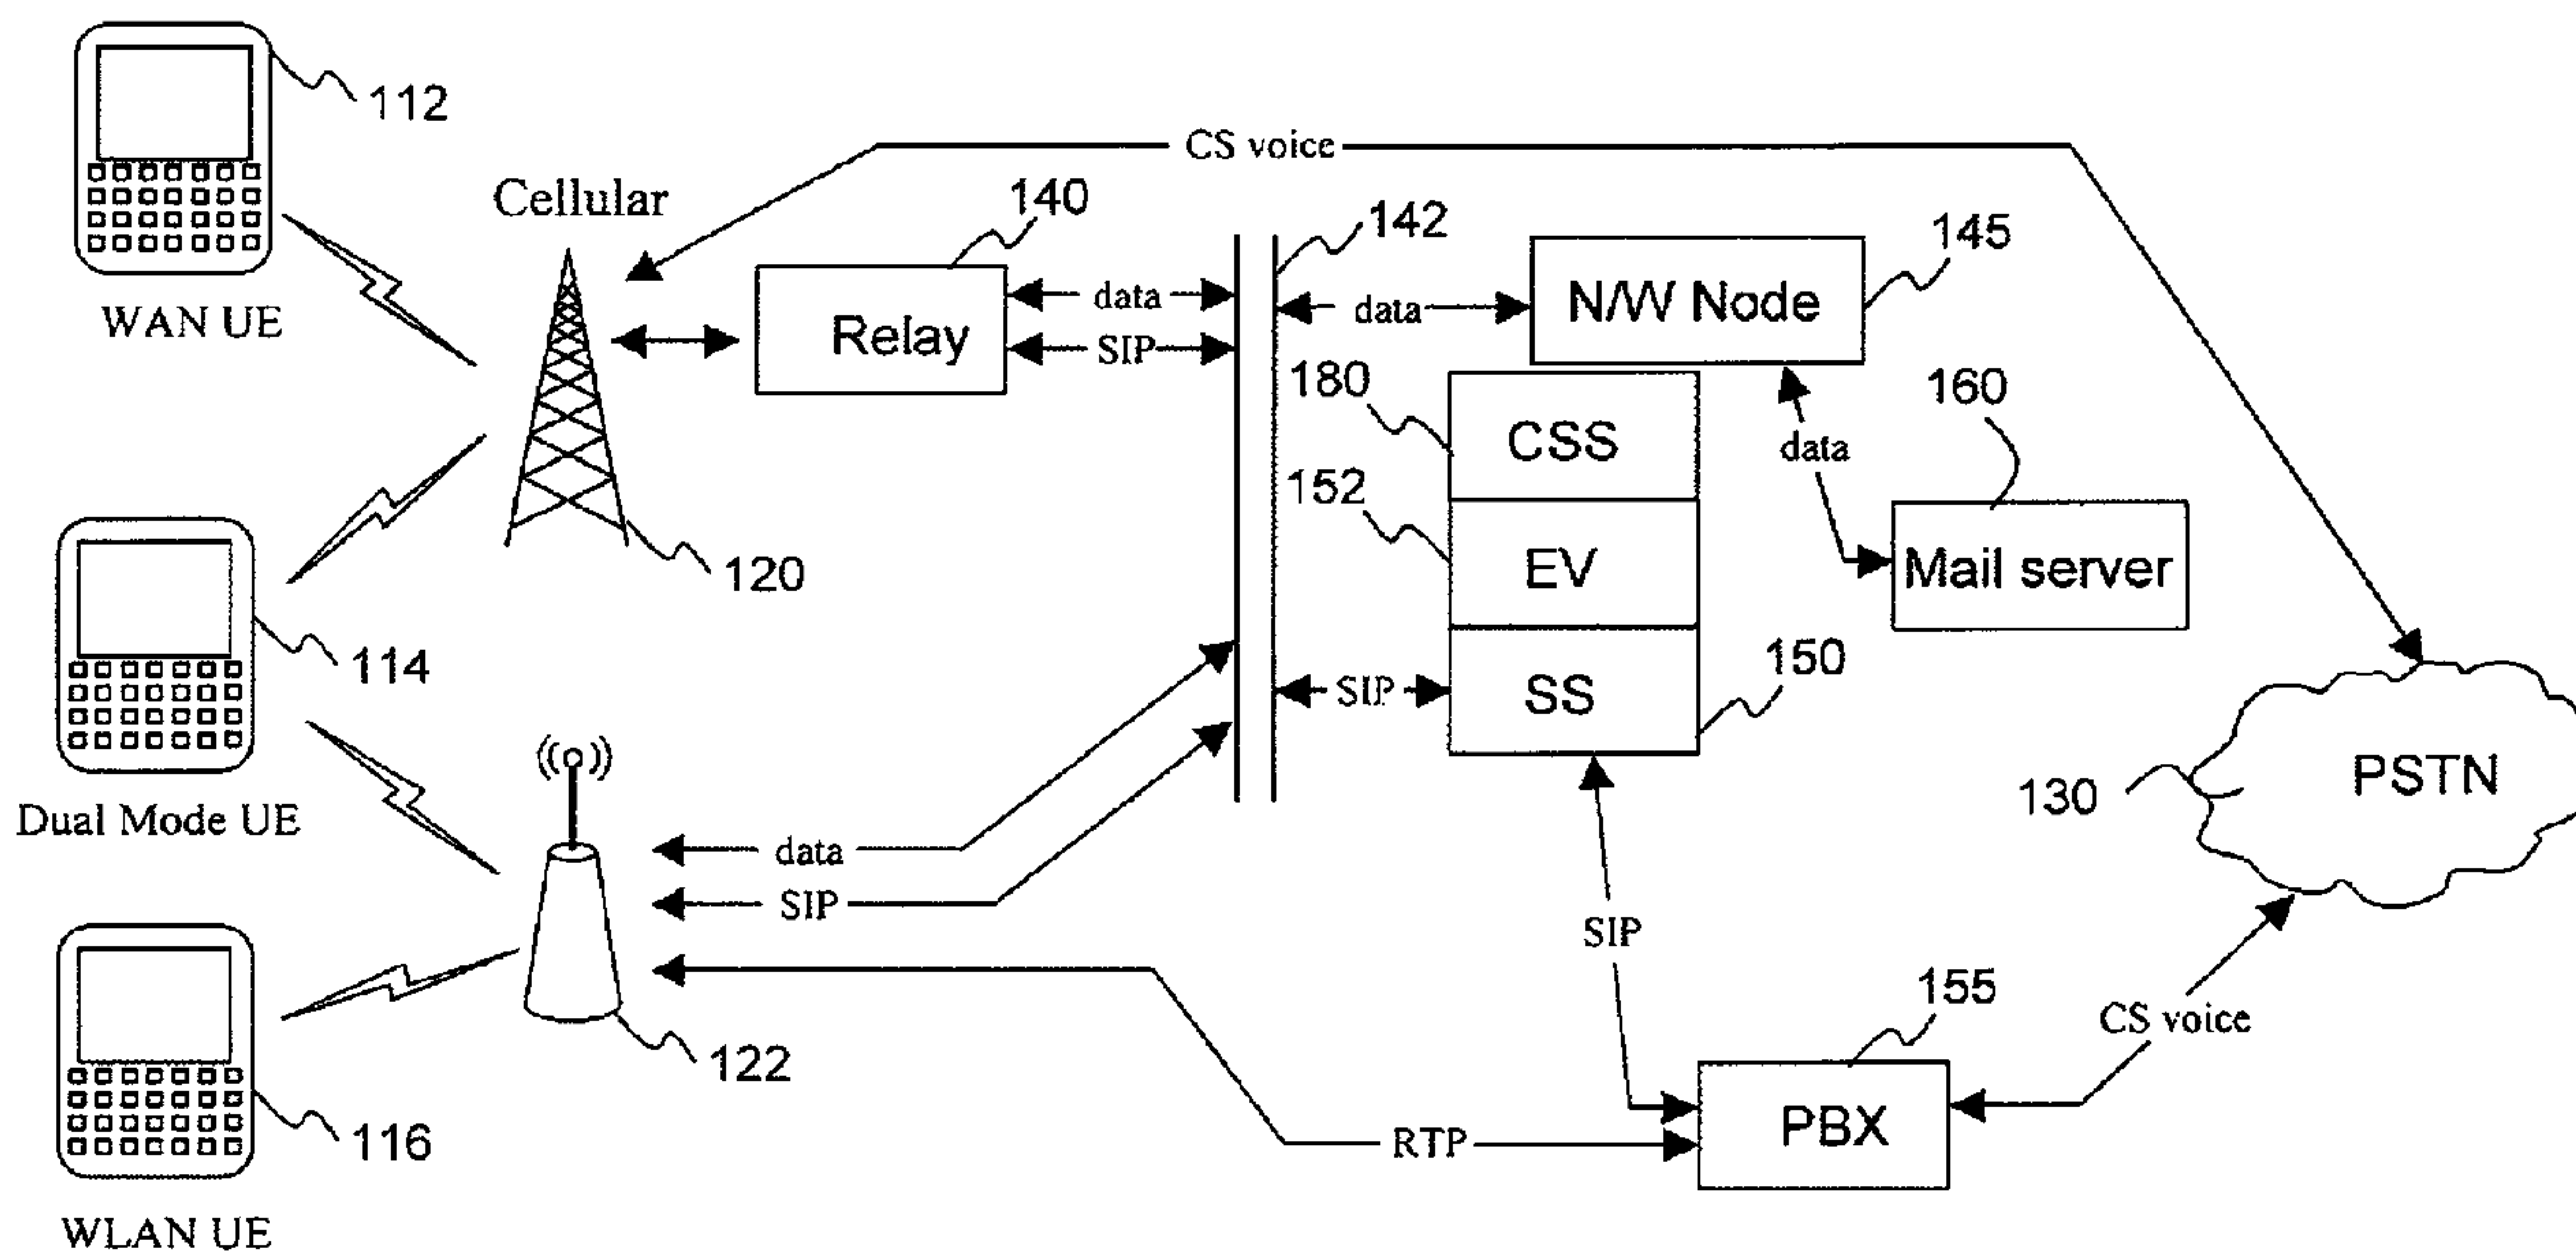 112
WAN UE
CS voice
Cellular
140
142
145
data
SIP
Relay
data
N/W Node
180
160
CSS
data
152
EV
Mail server
120
114
150
SIP
SS
130
PSTN
Dual Mode UE
data
SIP
SIP
155
CS voice
122
116
RTP
PBX
WLAN UE